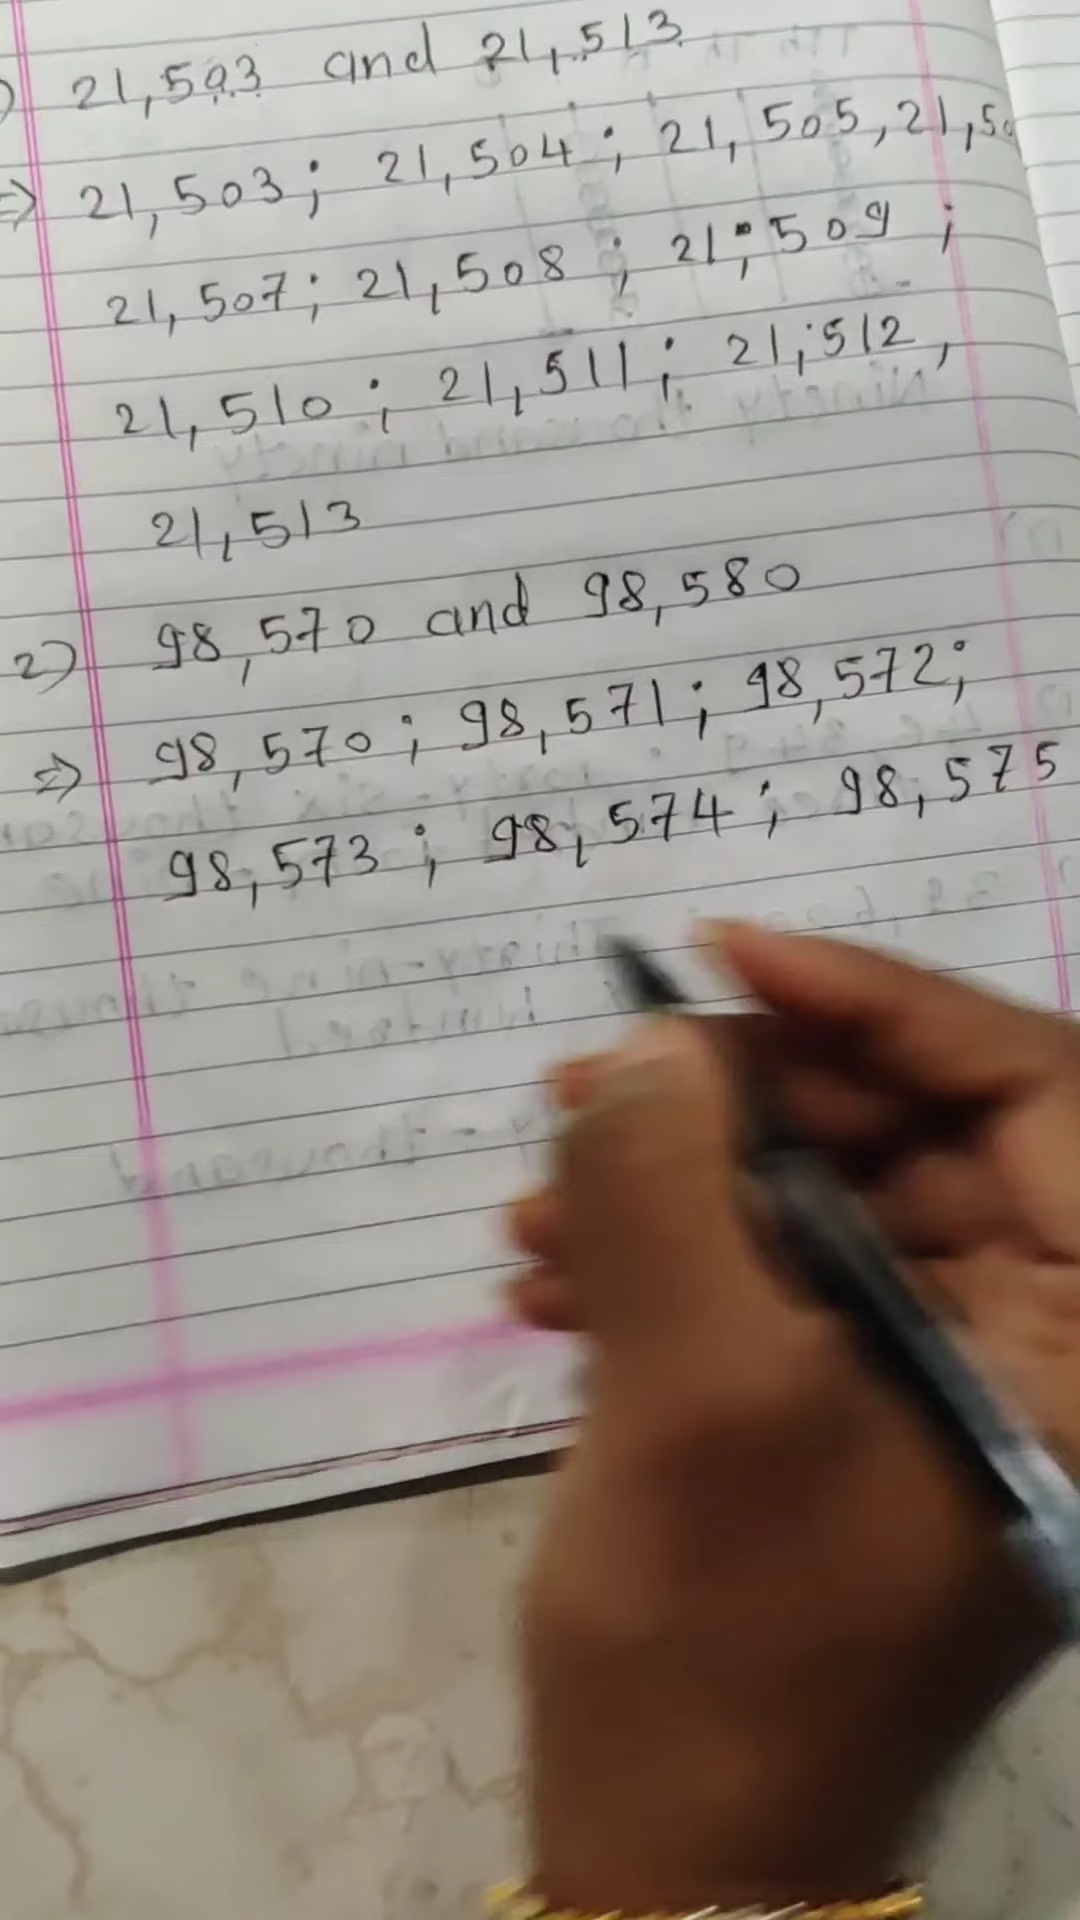 ) 21,503 and 21,513
⇒ 21,503; 21,504; 21, 505, 21,50
21, 507; 21,508; 21; 509;
21, 510; 21,511; 21, 512,
21,513
2) 98,570 and 98,580
⇒ 98,570; 98,571; 98,572;
98,573; 98,574; 98,575